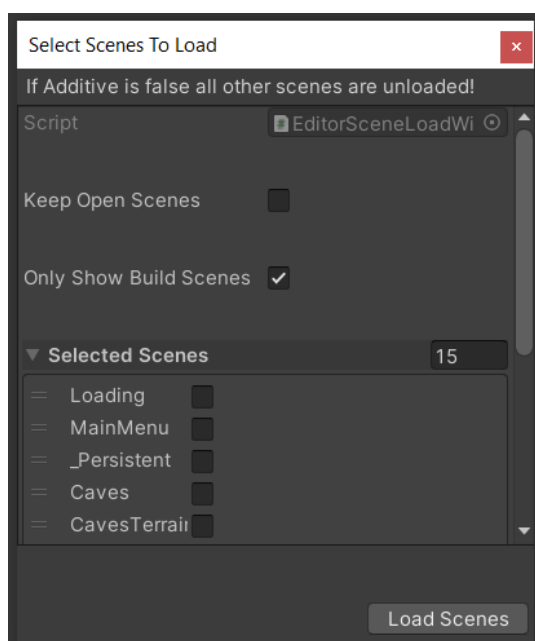 Select Scenes To Load
If Additive is false all other scenes are unloaded!
Script EditorSceneLoadWi
Keep Open Scenes
Only Show Build Scenes
Selected Scenes 15
Loading
MainMenu
_Persistent
Caves
CavesTerrai
Load Scenes